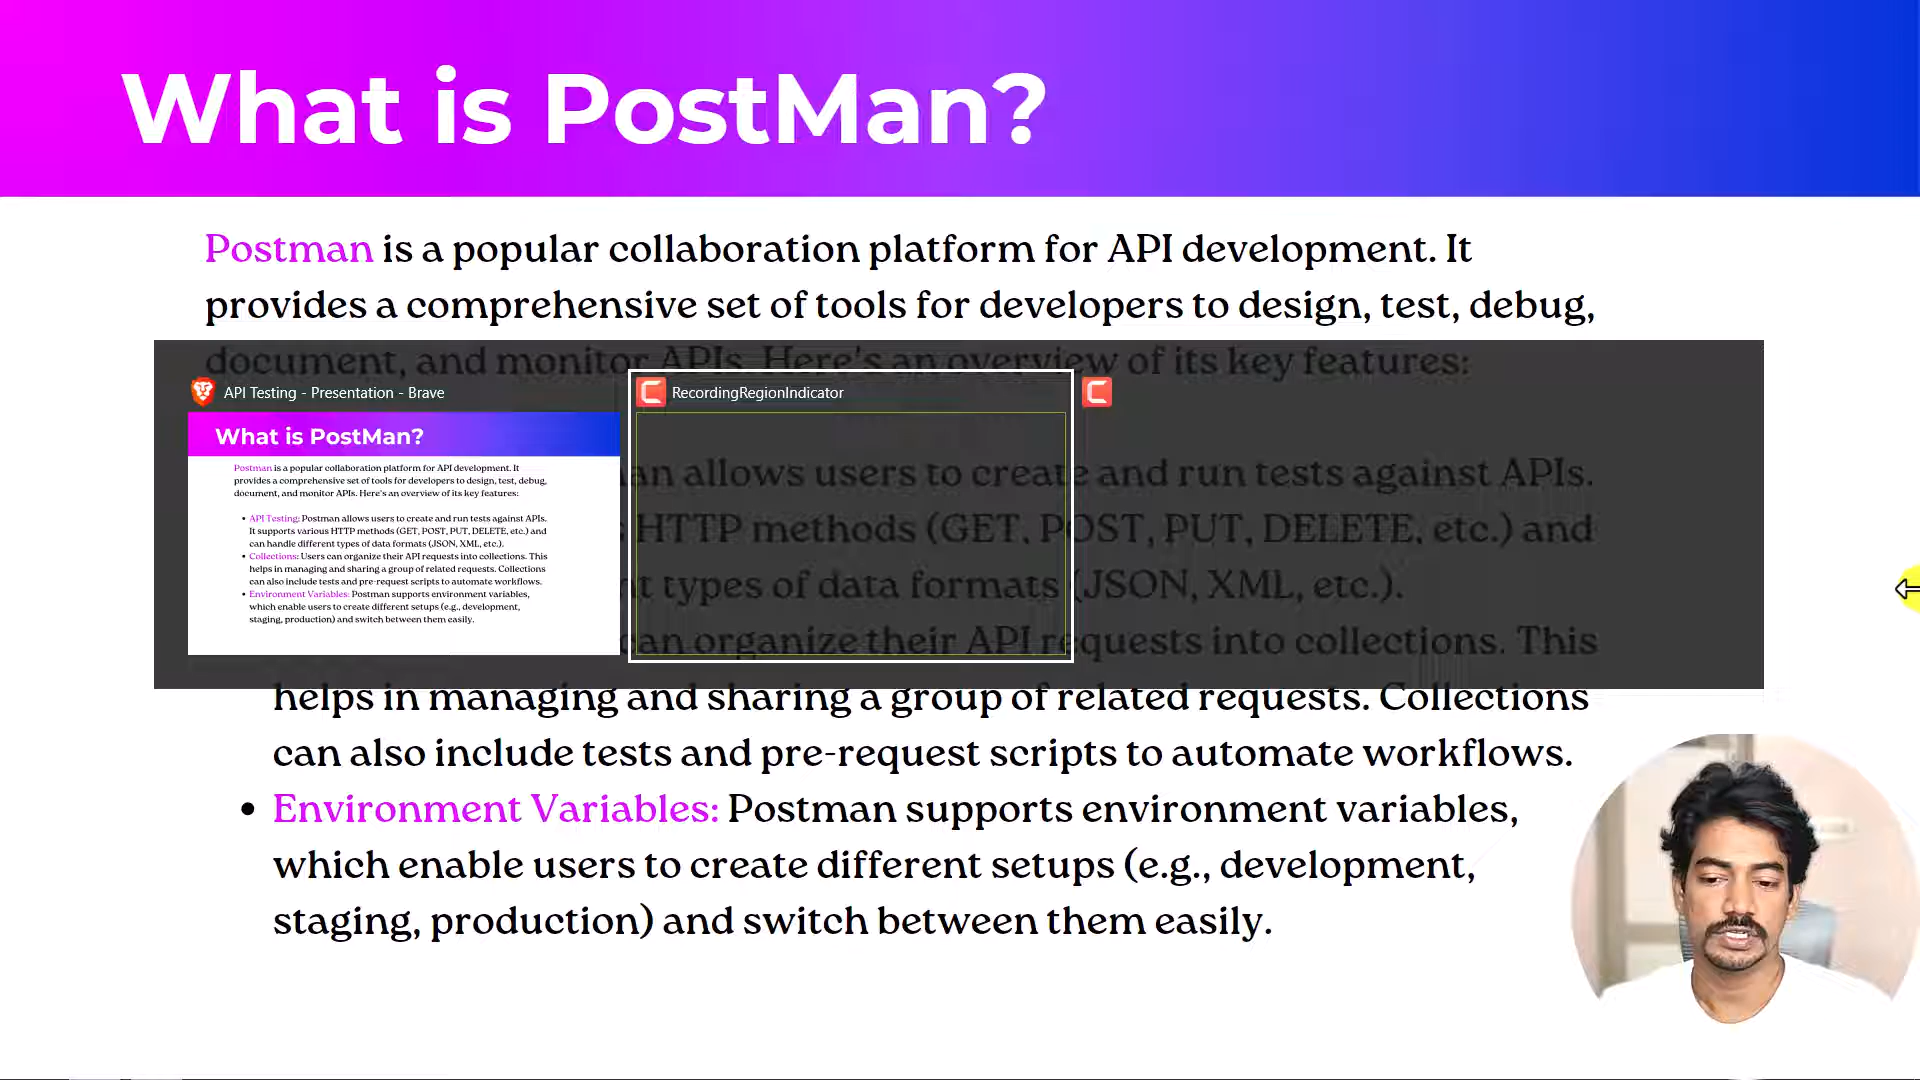 What is PostMan?
Postman is a popular collaboration platform for API development. It
provides a comprehensive set of tools for developers to design, test, debug,
document, and monitor APIs. Here's an overview of its key features:
API Testing - Presentation - Brave
RecordingRegionIndicator
What is PostMan?
Postman is a popular collaboration platform for API development. It
provides a comprehensive set of tools for developers to design, test, debug,
document, and monitor APIs. Here's an overview of its key features:
• API Testing: Postman allows users to create and run tests against APIs.
It supports various HTTP methods (GET, POST, PUT, DELETE, etc.) and
can handle different types of data formats (JSON, XML, etc.).
• Collections: Users can organize their API requests into collections. This
helps in managing and sharing a group of related requests. Collections
can also include tests and pre-request scripts to automate workflows.
• Environment Variables: Postman supports environment variables,
which enable users to create different setups (e.g., development,
staging, production) and switch between them easily.
an allows users to create and run tests against APIs.
HTTP methods (GET, POST, PUT, DELETE, etc.) and
t types of data formats (JSON, XML, etc.).
can organize their API requests into collections. This
helps in managing and sharing a group of related requests. Collections
can also include tests and pre-request scripts to automate workflows.
• Environment Variables: Postman supports environment variables,
which enable users to create different setups (e.g., development,
staging, production) and switch between them easily.